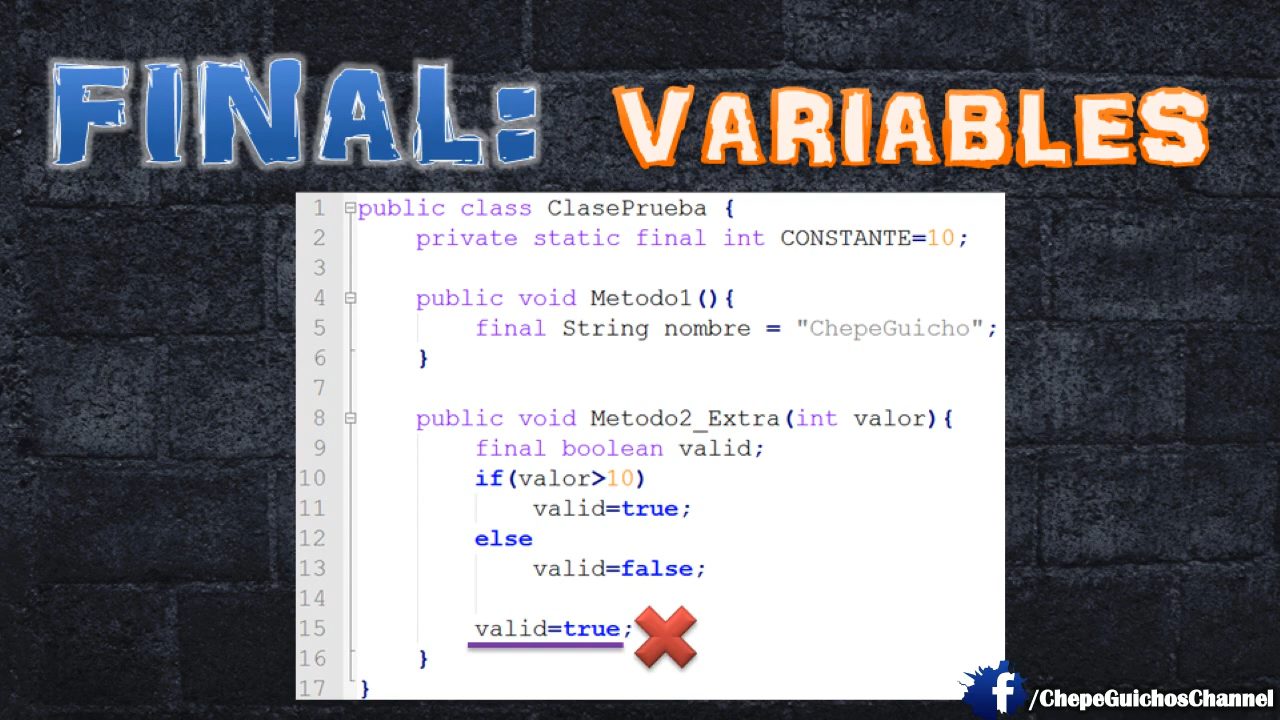 FINAL: VARIABLES
1 public class ClasePrueba {
2 private static final int CONSTANTE=10;
3
4 public void Metodo1(){
5 final String nombre = "ChepeGuicho";
6 }
7
8 public void Metodo2_Extra(int valor){
9 final boolean valid;
10 if(valor>10)
11 valid=true;
12 else
13 valid=false;
14
15 valid=true;
16 }
17 }
f /ChepeGuichosChannel